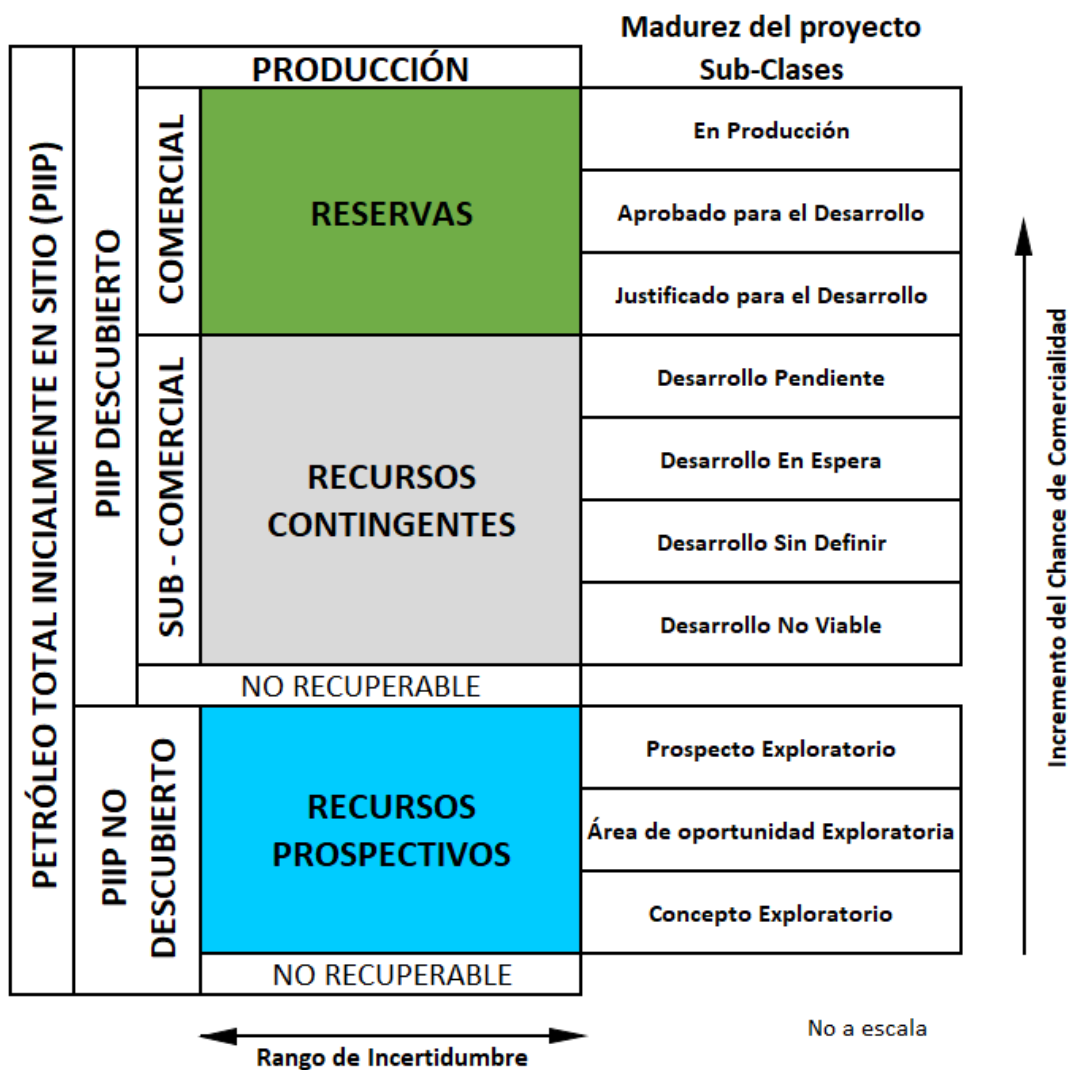 Madurez del proyecto
Sub-Clases
PRODUCCIÓN
PETRÓLEO TOTAL INICIALMENTE EN SITIO (PIIP)
PIIP DESCUBIERTO
COMERCIAL
RESERVAS
En Producción
Aprobado para el Desarrollo
Justificado para el Desarrollo
SUB - COMERCIAL
RECURSOS
CONTINGENTES
Desarrollo Pendiente
Desarrollo En Espera
Desarrollo Sin Definir
Desarrollo No Viable
NO RECUPERABLE
PIIP NO
DESCUBIERTO
RECURSOS
PROSPECTIVOS
Prospecto Exploratorio
Área de oportunidad Exploratoria
Concepto Exploratorio
NO RECUPERABLE
Incremento del Chance de Comercialidad
Rango de Incertidumbre
No a escala